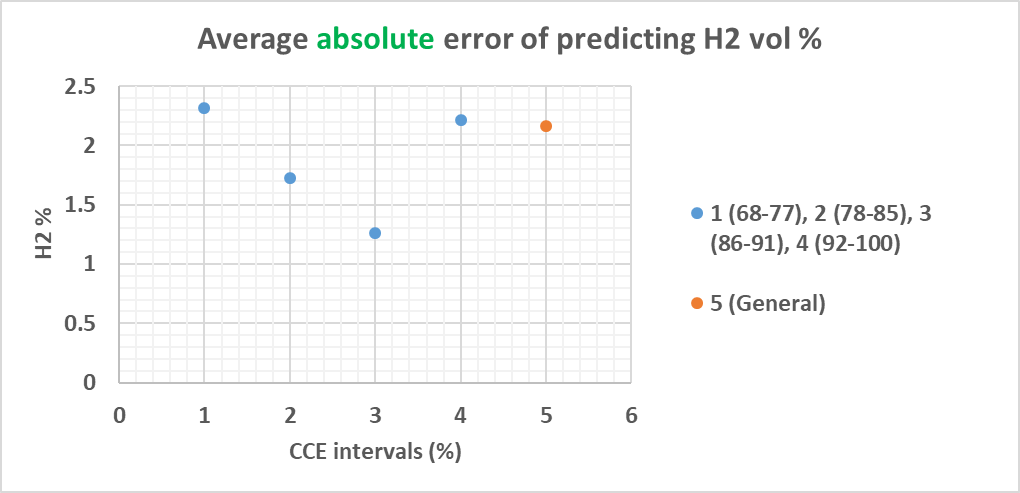 Average absolute error of predicting H2 vol %
2.5
2
1.5
1
0.5
0
H2 %
0 1 2 3 4 5 6
CCE intervals (%)
1 (68-77), 2 (78-85), 3
(86-91), 4 (92-100)
5 (General)